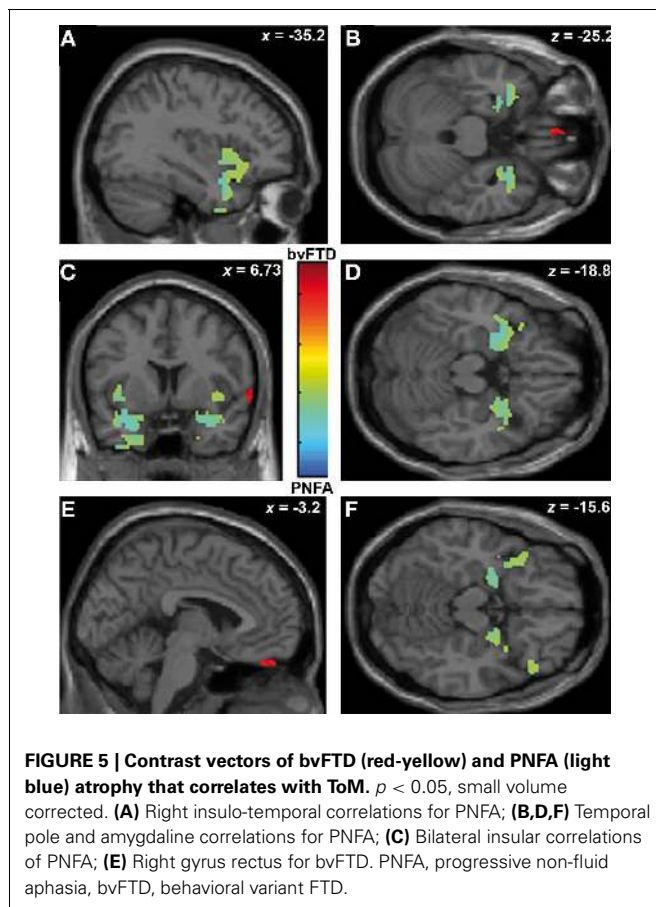 A
x = -35.2
B
z = -25.2
bvFTD
C
x = 6.73
D
z = -18.8
PNFA
E
x = -3.2
F
z = -15.6
FIGURE 5 | Contrast vectors of bvFTD (red-yellow) and PNFA (light
blue) atrophy that correlates with ToM. p < 0.05, small volume
corrected. (A) Right insulo-temporal correlations for PNFA; (B,D,F) Temporal
pole and amygdaline correlations for PNFA; (C) Bilateral insular correlations
of PNFA; (E) Right gyrus rectus for bvFTD. PNFA, progressive non-fluid
aphasia, bvFTD, behavioral variant FTD.